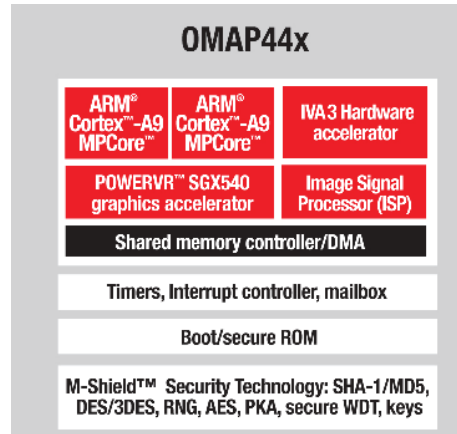 OMAP44x
ARM® ARM®
Cortex™-A9 Cortex™-A9
MPCore™ MPCore™
IVA 3 Hardware
accelerator
POWERVR™ SGX540
graphics accelerator
Image Signal
Processor (ISP)
Shared memory controller/DMA
Timers, Interrupt controller, mailbox
Boot/secure ROM
M-Shield™ Security Technology: SHA-1/MD5,
DES/3DES, RNG, AES, PKA, secure WDT, keys